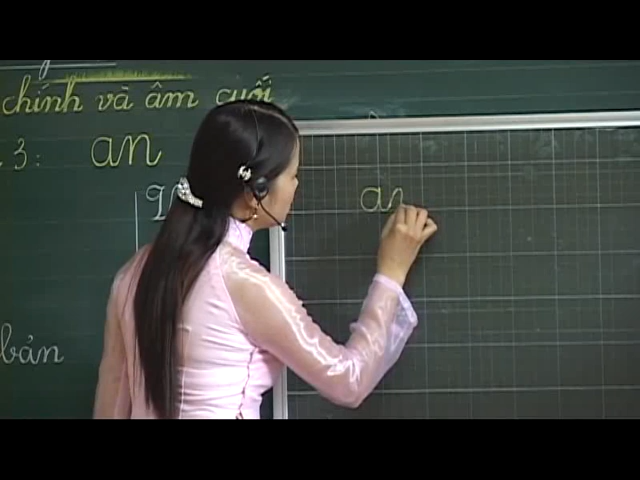 chính và âm cuối
3: an
an
bản